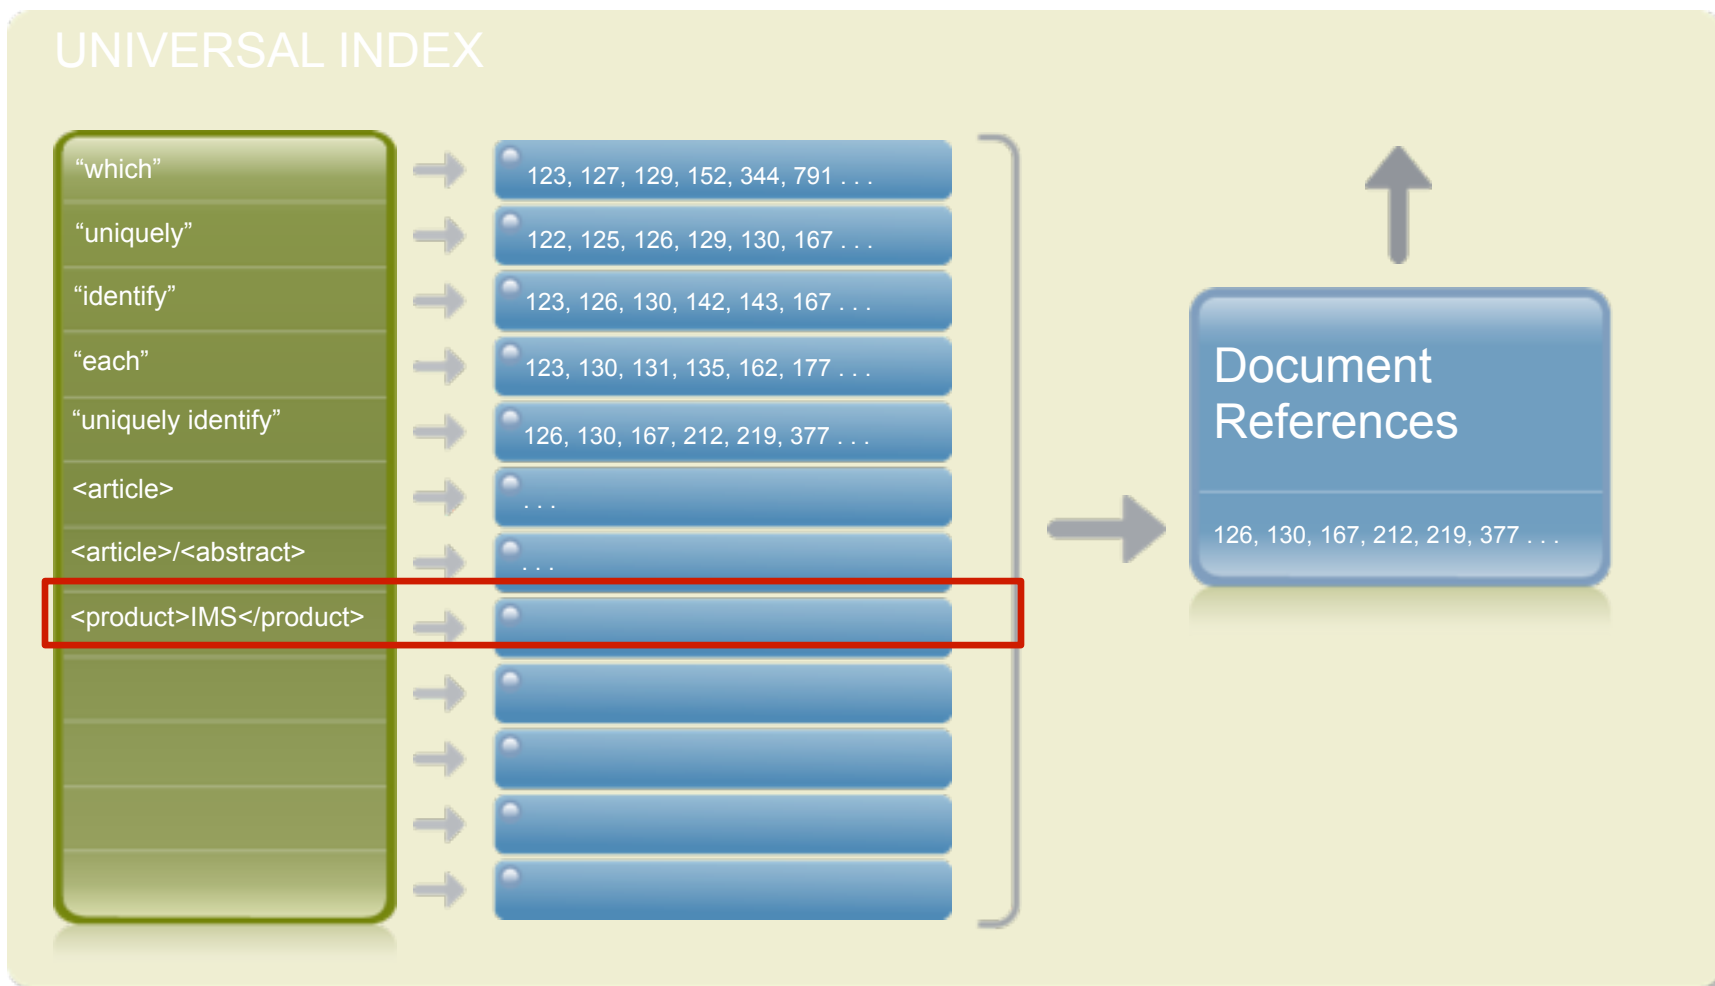 UNIVERSAL INDEX
“which”
123, 127, 129, 152, 344, 791 . . .
“uniquely”
122, 125, 126, 129, 130, 167 . . .
“identify”
123, 126, 130, 142, 143, 167 . . .
“each”
123, 130, 131, 135, 162, 177 . . .
“uniquely identify”
126, 130, 167, 212, 219, 377 . . .
<article>
. . .
<article>/<abstract>
. . .
<product>IMS</product>
Document
References
126, 130, 167, 212, 219, 377 . . .